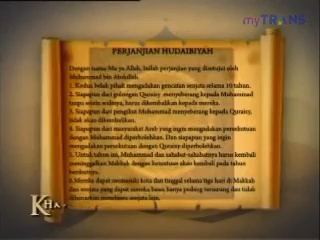 myTRANS
PERJANJIAN HUDAIBIYAH
Dengan nama Mu ya Allah, Inilah perjanjian yang disetujui oleh
Muhammad bin Abdullah.
1. Kedua belah pihak mengadakan gencatan senjata selama 10 tahun.
2. Siapapun dari golongan Quraisy menyeberang kepada Muhammad
tanpa seizin walinya, harus dikembalikan kepada mereka.
3. Siapapun dari pengikut Muhammad menyeberang kepada Quraisy,
tidak akan dikembalikan.
4. Siapapun dari masyarakat Arab yang ingin mengadakan persekutuan
dengan Muhammad diperbolehkan. Dan siapapun yang ingin
mengadakan persekutuan dengan Quraisy diperbolehkan.
5. Untuk tahun ini, Muhammad dan sahabat-sahabatnya harus kembali
meninggalkan Makkah dengan ketentuan akan kembali pada tahun
berikutnya.
3.Mereka dapat memasuki kota dan tinggal selama tiga hari di Makkah
dan senjata yang dapat mereka bawa hanya pedang tersarung dan tidak
dibenarkan membawa senjata lain.
KHA